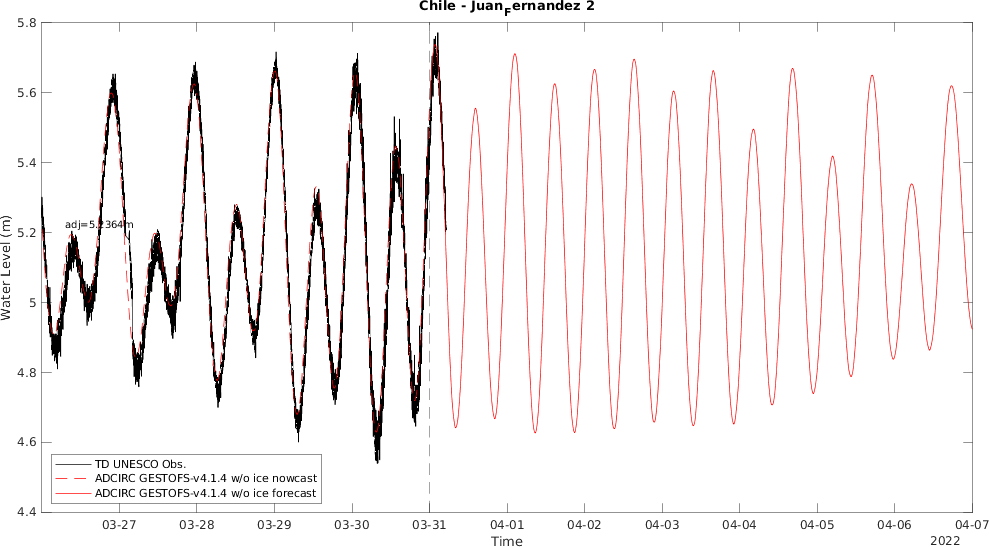 Chile - Juan_Fernandez 2
5.8
5.6
5.4
5.2
5
4.8
4.6
4.4
Water Level (m)
adj=5.2364m
TD UNESCO Obs.
ADCIRC GESTOFS-v4.1.4 w/o ice nowcast
ADCIRC GESTOFS-v4.1.4 w/o ice forecast
03-27 03-28 03-29 03-30 03-31 04-01 04-02 04-03 04-04 04-05 04-06 04-07
Time
2022